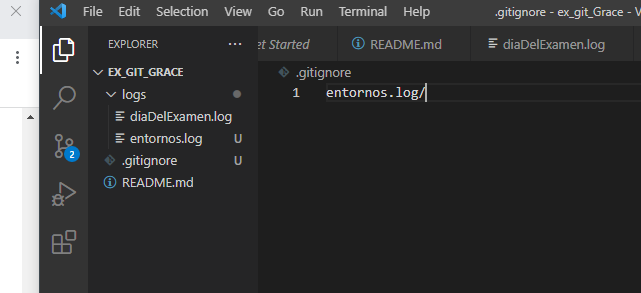 File Edit Selection View Go Run Terminal Help .gitignore - ex_git_Grace - V
EXPLORER ···
et Started README.md diaDelExamen.log
EX_GIT_GRACE
.gitignore
logs
1 entornos.log/
diaDelExamen.log
entornos.log U
.gitignore U
README.md
2